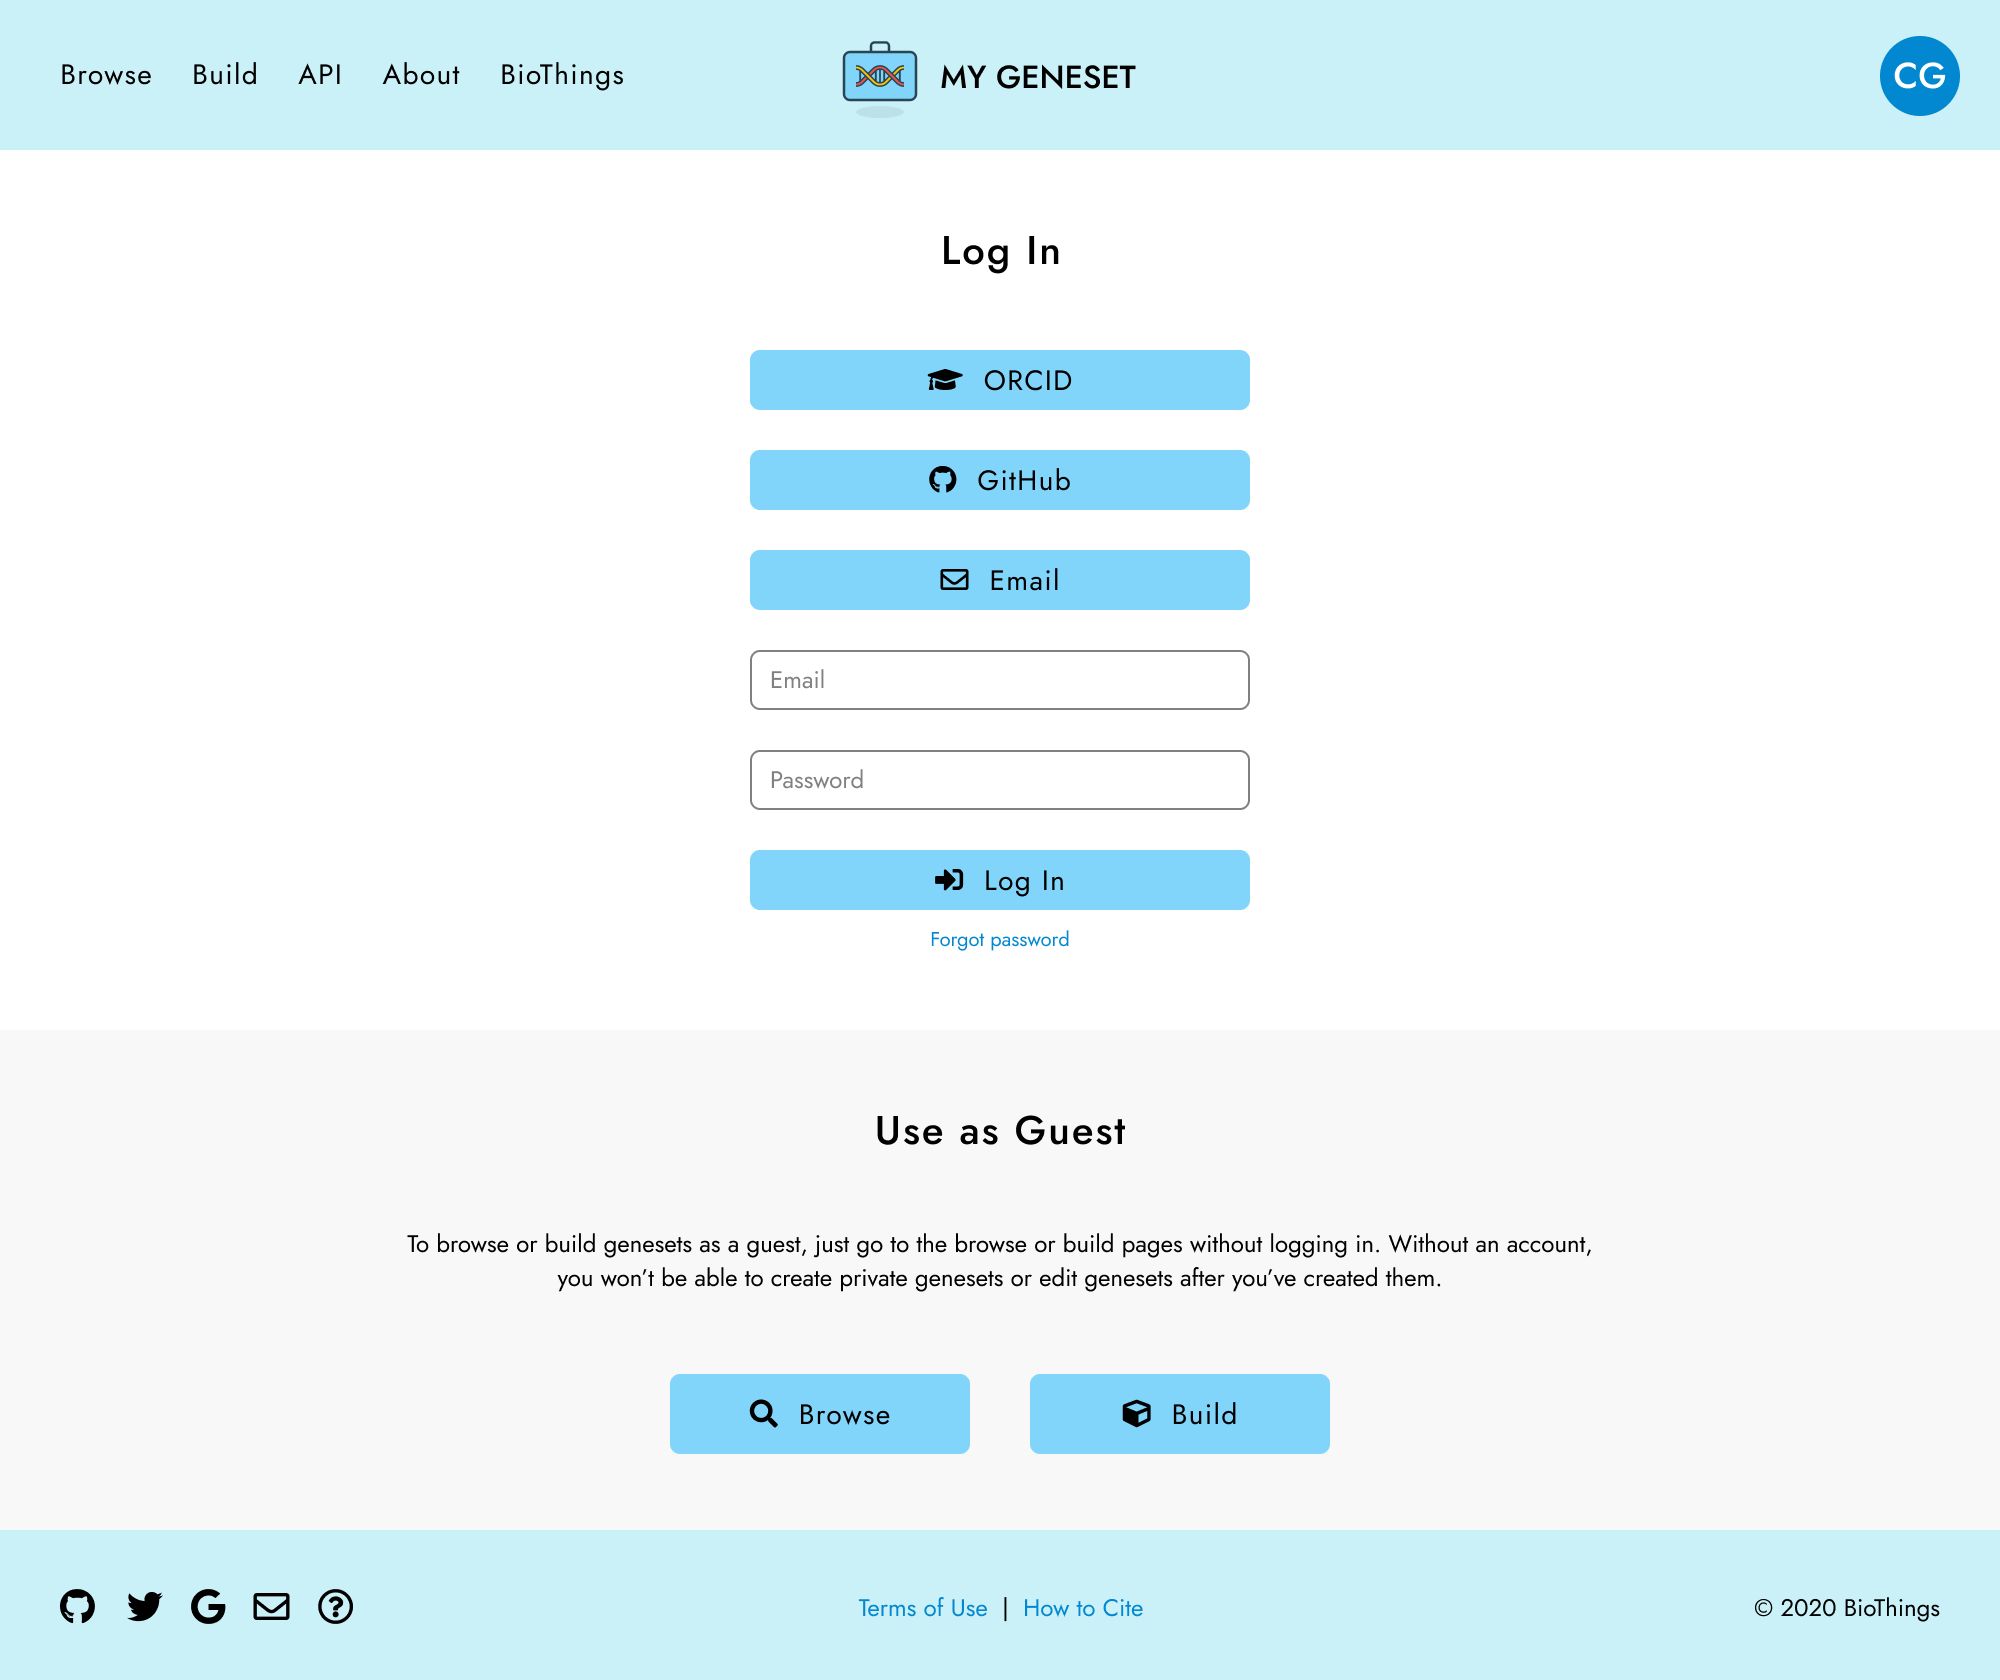 Browse Build API About BioThings
MY GENESET
CG
Log In
ORCID
GitHub
Email
Email
Password
Log In
Forgot password
Use as Guest
To browse or build genesets as a guest, just go to the browse or build pages without logging in. Without an account,
you won’t be able to create private genesets or edit genesets after you’ve created them.
Browse
Build
Terms of Use | How to Cite
© 2020 BioThings